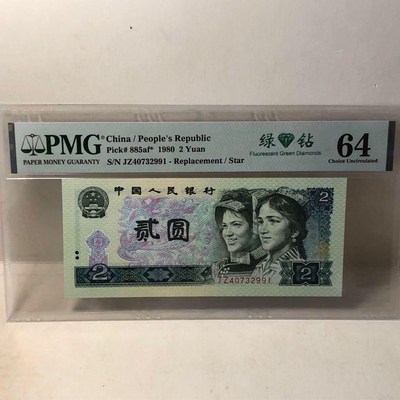 PMG
PAPER MONEY GUARANTY
China / People's Republic
Pick# 885af* 1980 2 Yuan
S/N JZ40732991 - Replacement / Star
绿 钻
Fluorescent Green Diamonds
64
Choice Uncirculated
中国人民银行
贰圆
2
2
2
JZ40732991